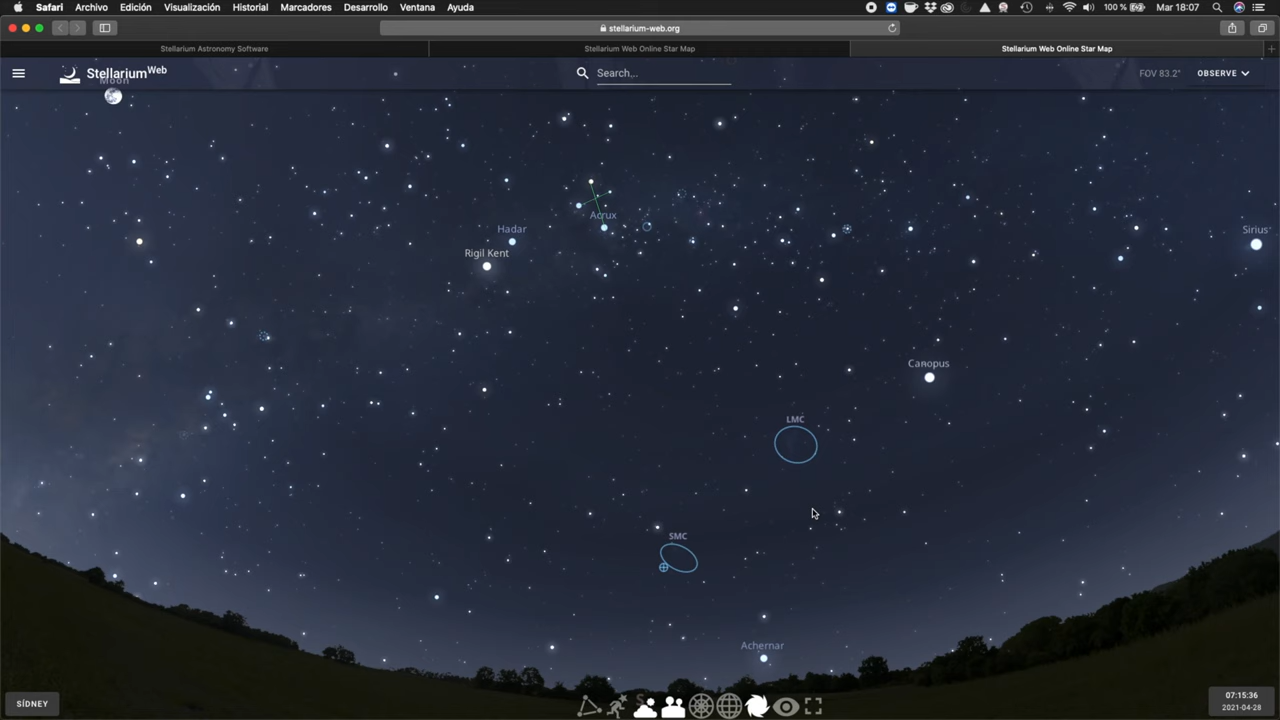 Safari Archivo Edición Visualización Historial Marcadores Desarrollo Ventana Ayuda 100 % Mar 18:07
stellarium-web.org
Stellarium Astronomy Software Stellarium Web Online Star Map Stellarium Web Online Star Map
StellariumWeb Search... FOV 83.2° OBSERVE
Moon
Acrux
Hadar Sirius
Rigil Kent
Canopus
LMC
SMC
Achernar
SÍDNEY 07:15:36
2021-04-28